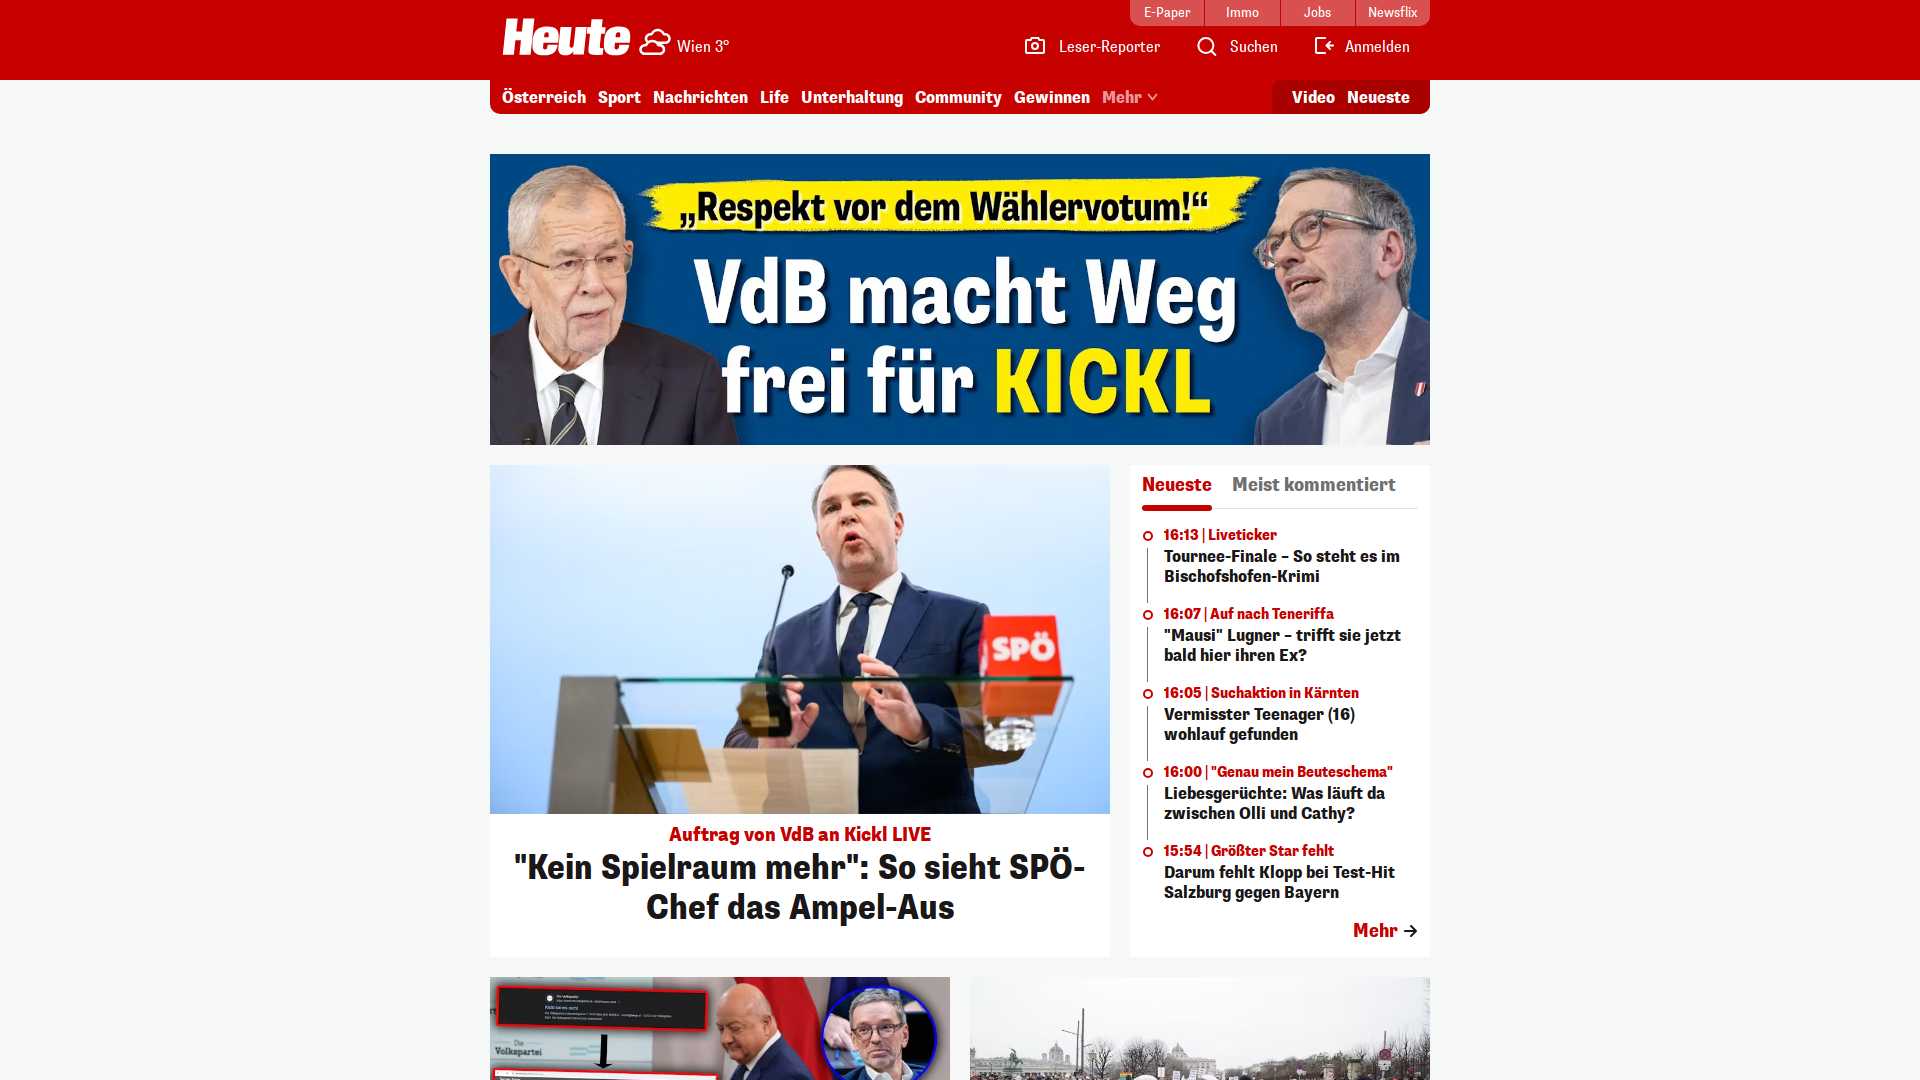 E-Paper
Immo
Jobs
Newsflix
Heute
Wien 3°
Leser-Reporter
Suchen
Anmelden
Österreich
Sport
Nachrichten
Life
Unterhaltung
Community
Gewinnen
Mehr
Video
Neueste
„Respekt vor dem Wählervotum!“
VdB macht Weg
frei für KICKL
SPÖ
Auftrag von VdB an Kickl LIVE
"Kein Spielraum mehr": So sieht SPÖ-
Chef das Ampel-Aus
Neueste
Meist kommentiert
16:13 | Liveticker
Tournee-Finale – So steht es im
Bischofshofen-Krimi
16:07 | Auf nach Teneriffa
"Mausi" Lugner – trifft sie jetzt
bald hier ihren Ex?
16:05 | Suchaktion in Kärnten
Vermisster Teenager (16)
wohlauf gefunden
16:00 | "Genau mein Beuteschema"
Liebesgerüchte: Was läuft da
zwischen Olli und Cathy?
15:54 | Größter Star fehlt
Darum fehlt Klopp bei Test-Hit
Salzburg gegen Bayern
Mehr
Die
Volkspartei